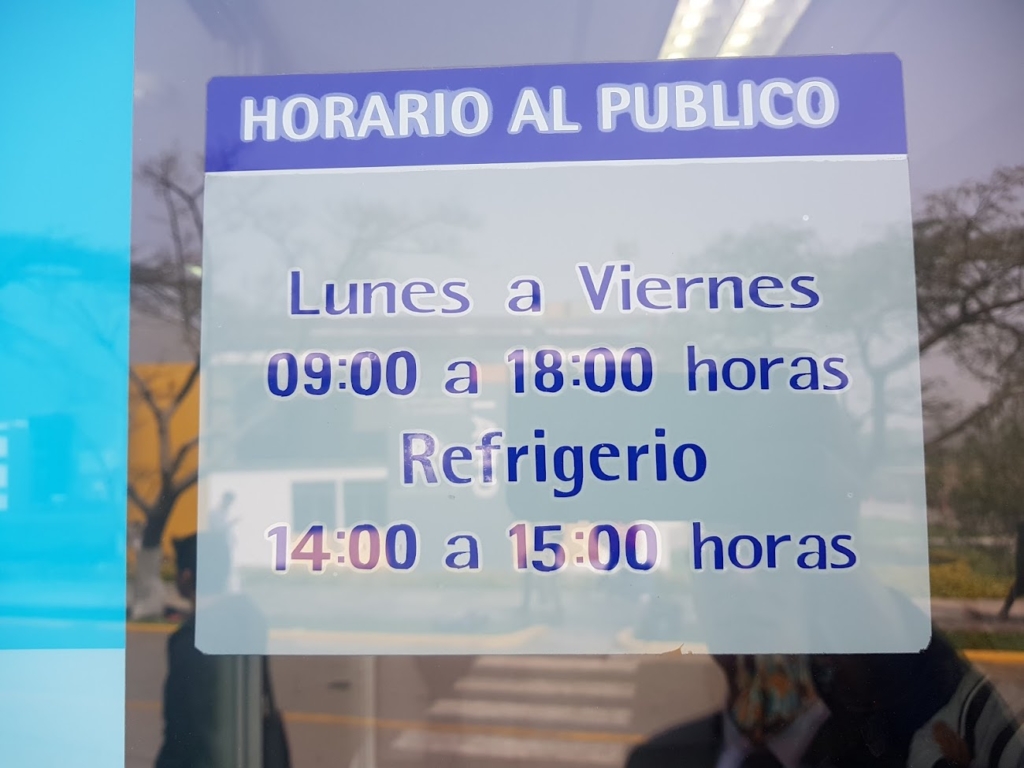 HORARIO AL PUBLICO
Lunes a Viernes
09:00 a 18:00 horas
Refrigerio
14:00 a 15:00 horas